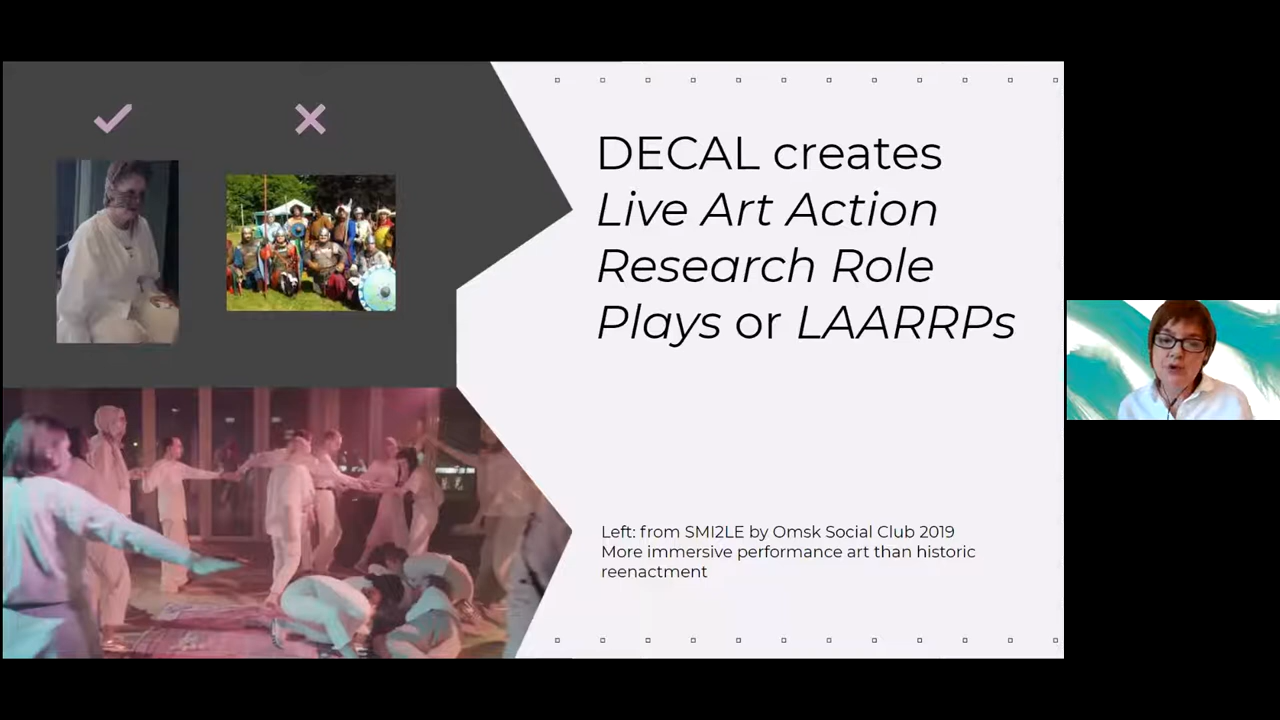 DECAL creates
Live Art Action
Research Role
Plays or LAARRPs
Left: from SMI2LE by Omsk Social Club 2019
More immersive performance art than historic
reenactment